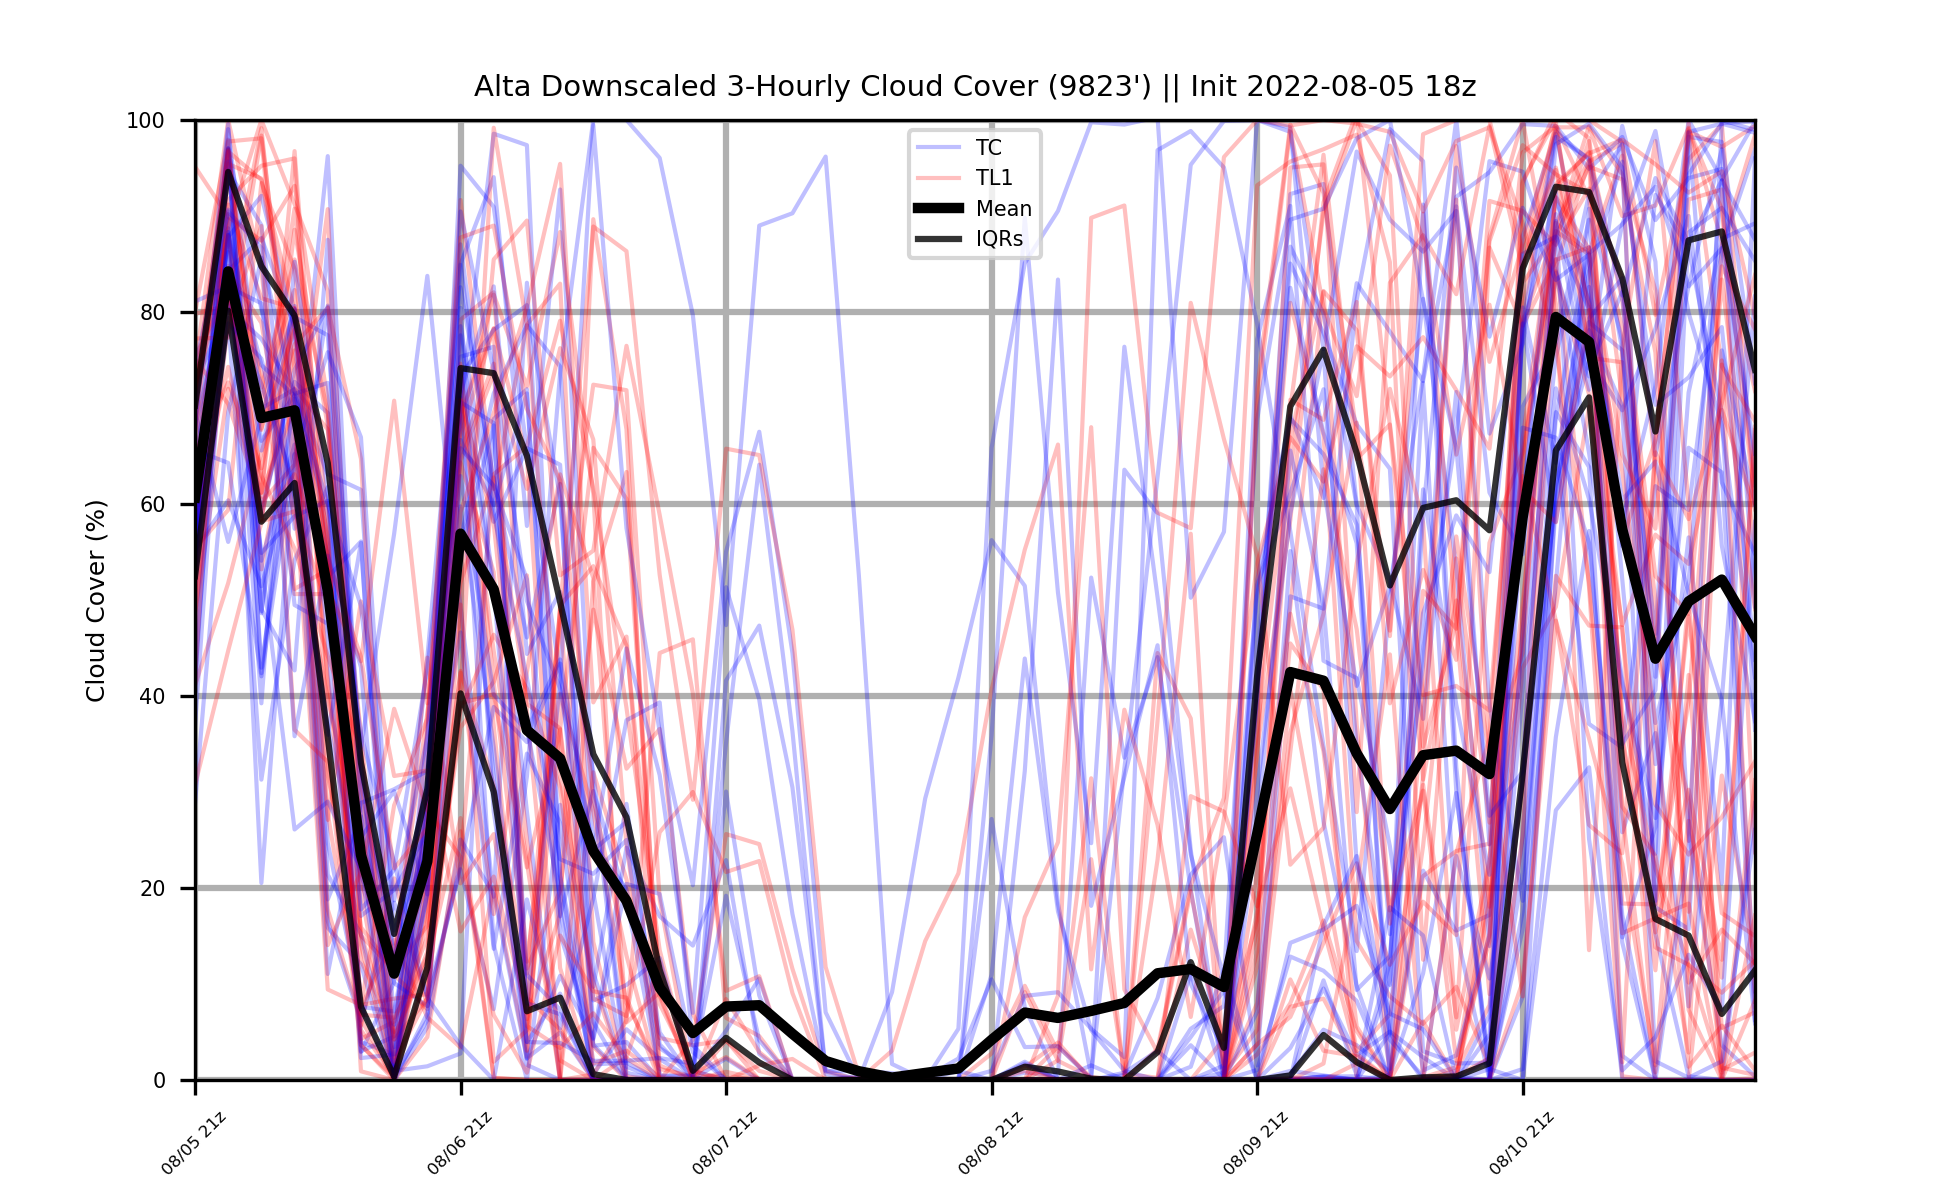 Alta Downscaled 3-Hourly Cloud Cover (9823') || Init 2022-08-05 18z
100
80
60
40
20
0
Cloud Cover (%)
TC
TL1
Mean
IQRs
08/05 21z
08/06 21z
08/07 21z
08/08 21z
08/09 21z
08/10 21z